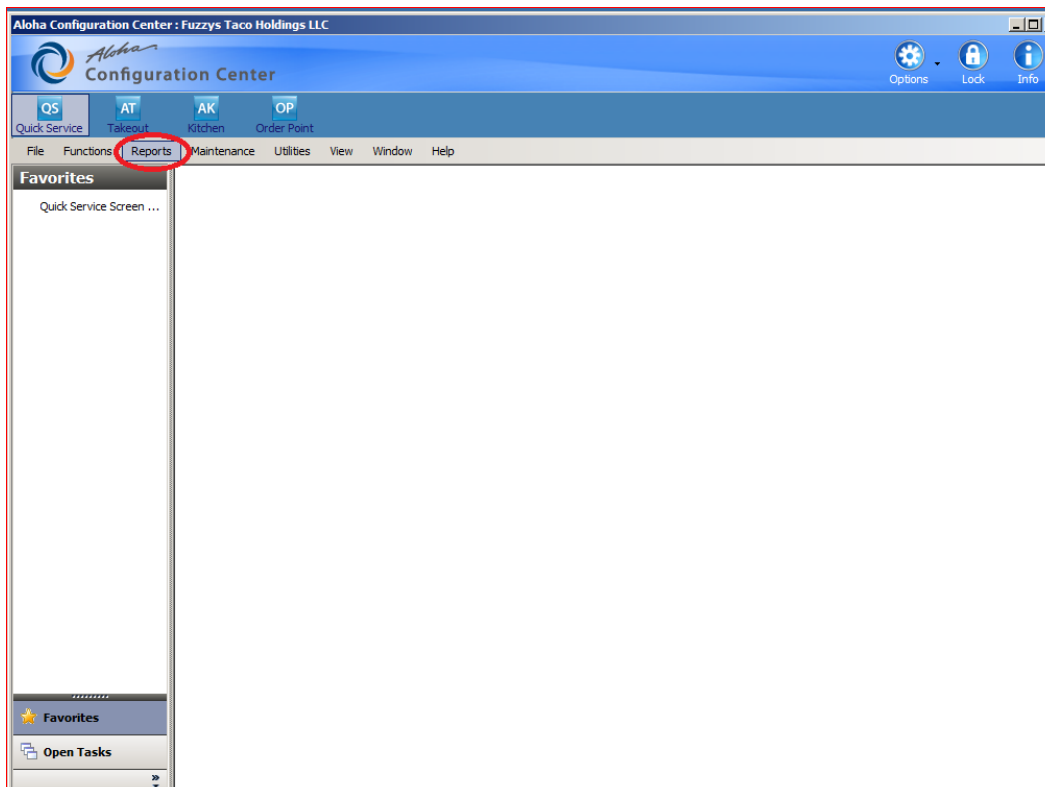 Aloha Configuration Center : Fuzzys Taco Holdings LLC
Aloha
Configuration Center
Options Lock Info
QS AT AK OP
Quick Service Takeout Kitchen Order Point
File Functions Reports Maintenance Utilities View Window Help
Favorites
Quick Service Screen ...
Favorites
Open Tasks